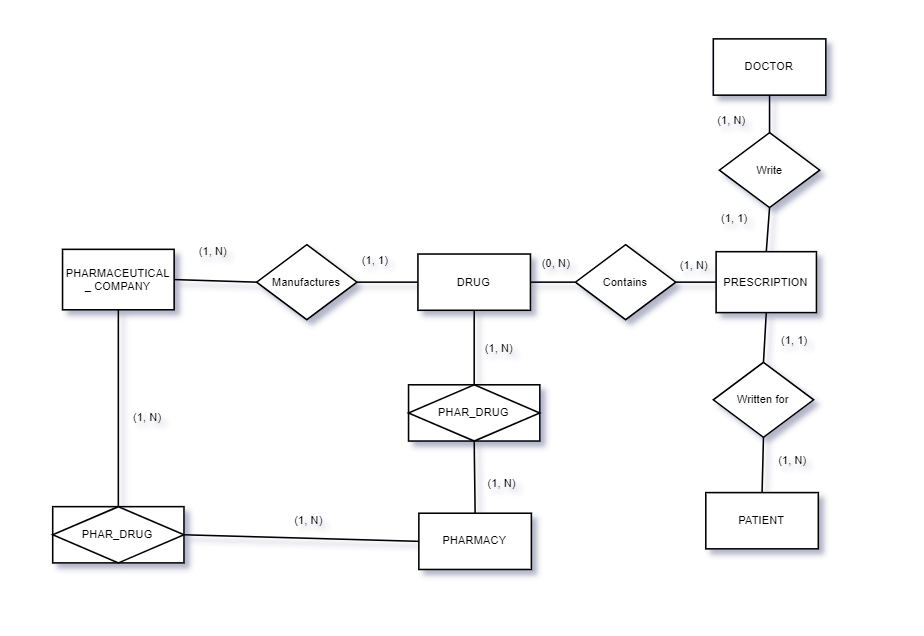 DOCTOR
(1, N)
Write
(1, 1)
(1, N)
(1, 1)
(0, N)
(1, N)
PHARMACEUTICAL
_ COMPANY
Manufactures
DRUG
Contains
PRESCRIPTION
(1, N)
(1, 1)
Written for
PHAR_DRUG
(1, N)
(1, N)
(1, N)
(1, N)
PATIENT
PHAR_DRUG
PHARMACY